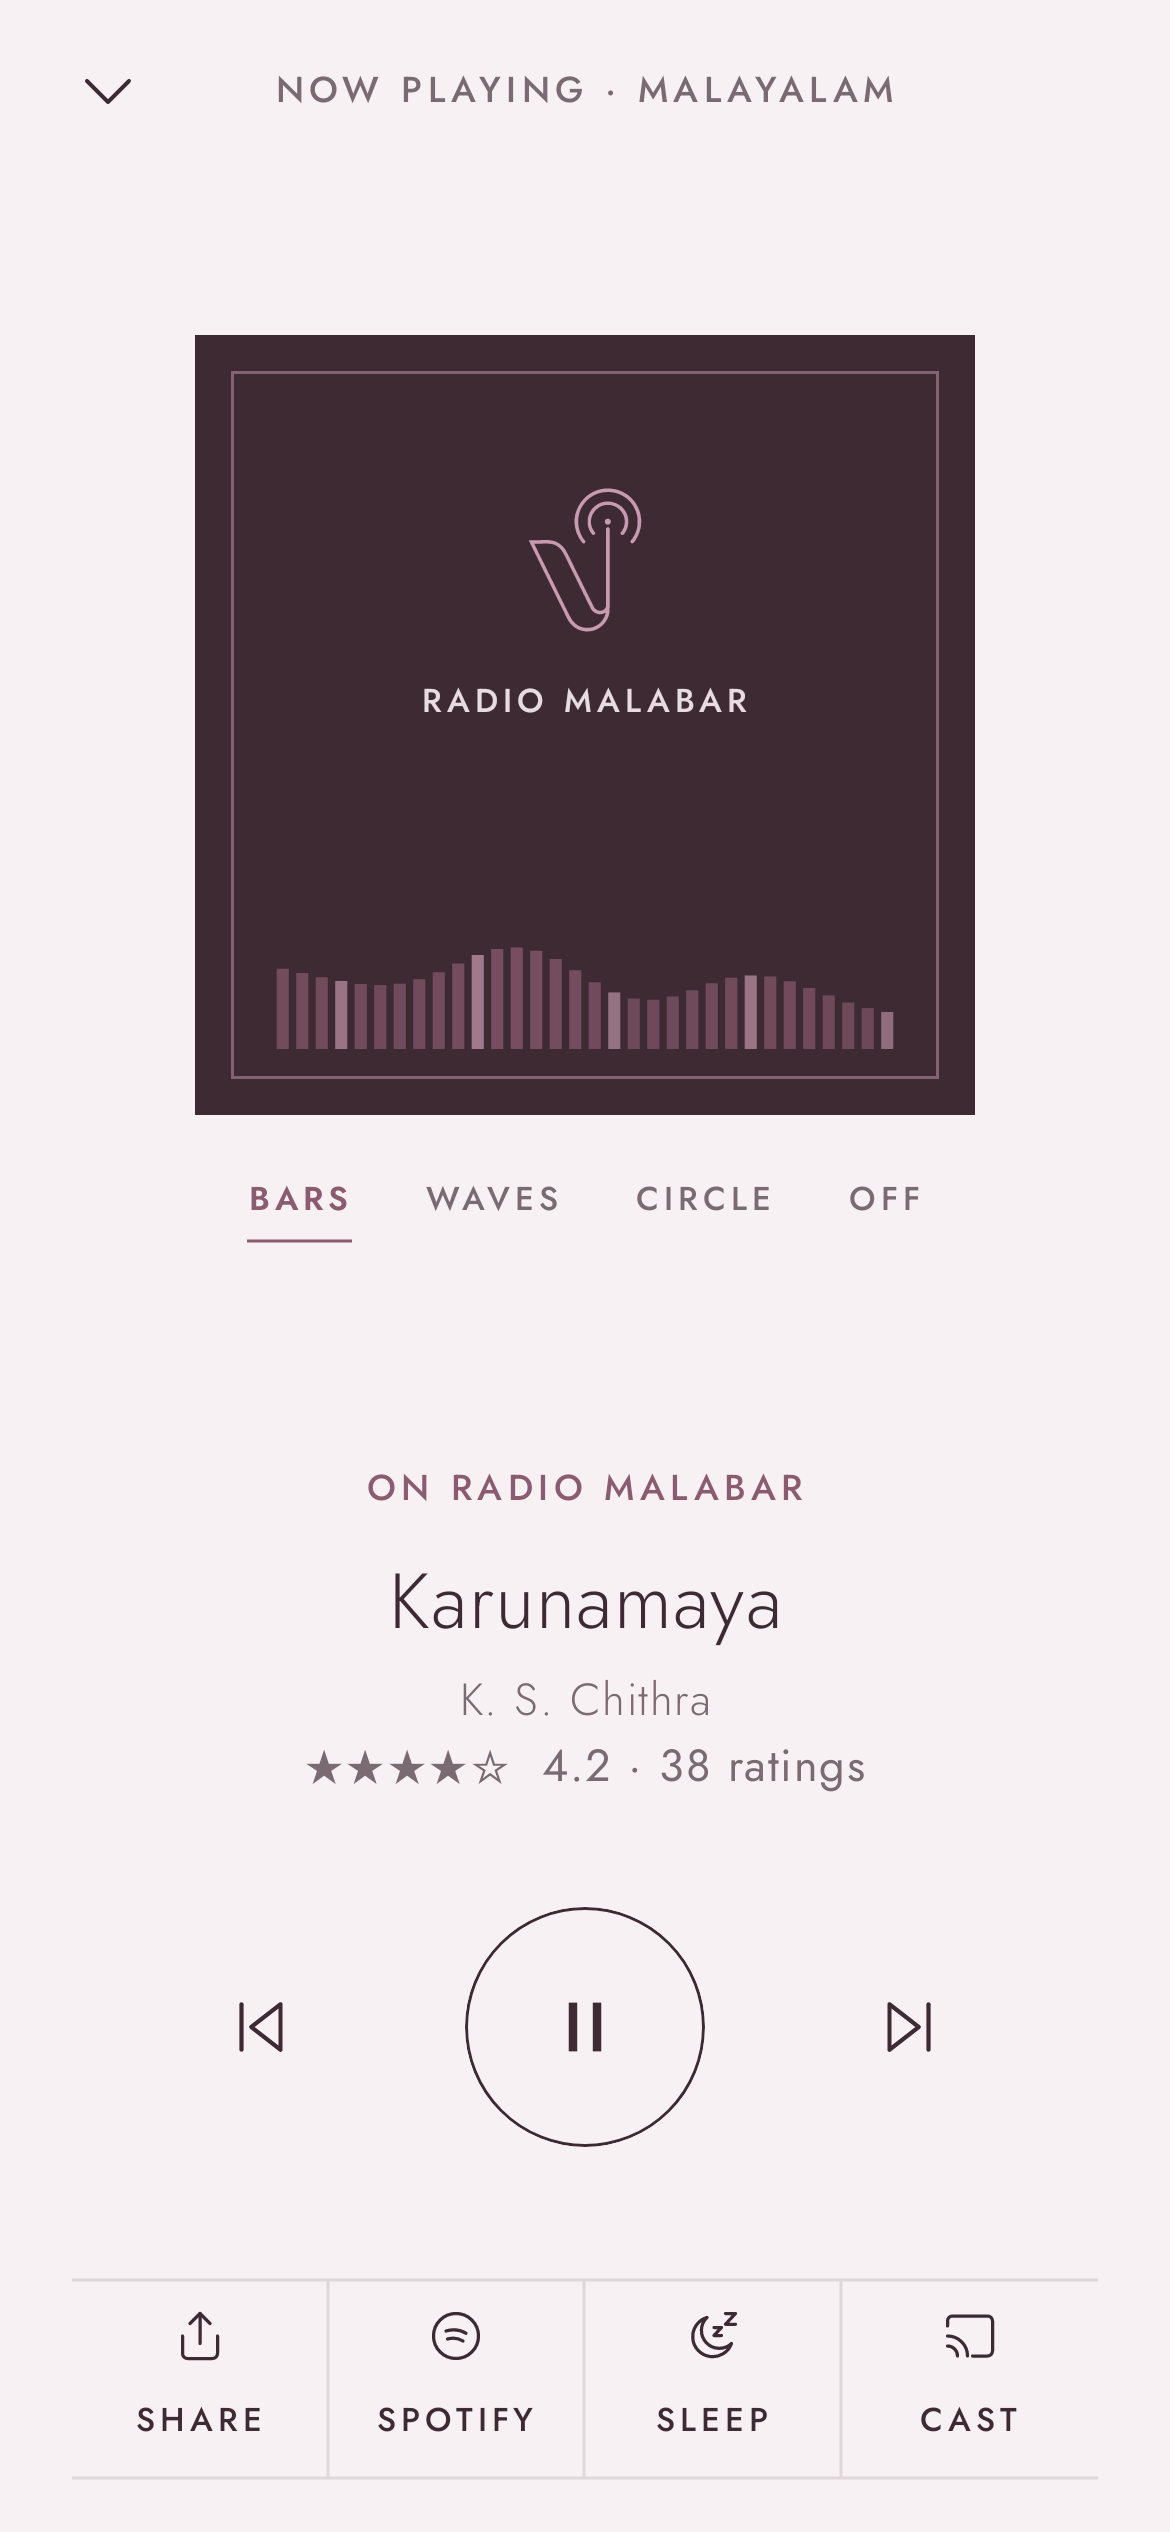 NOW PLAYING · MALAYALAM
RADIO MALABAR
BARS WAVES CIRCLE OFF
ON RADIO MALABAR
Karunamaya
K. S. Chithra
★★★★☆ 4.2 · 38 ratings
SHARE SPOTIFY SLEEP CAST